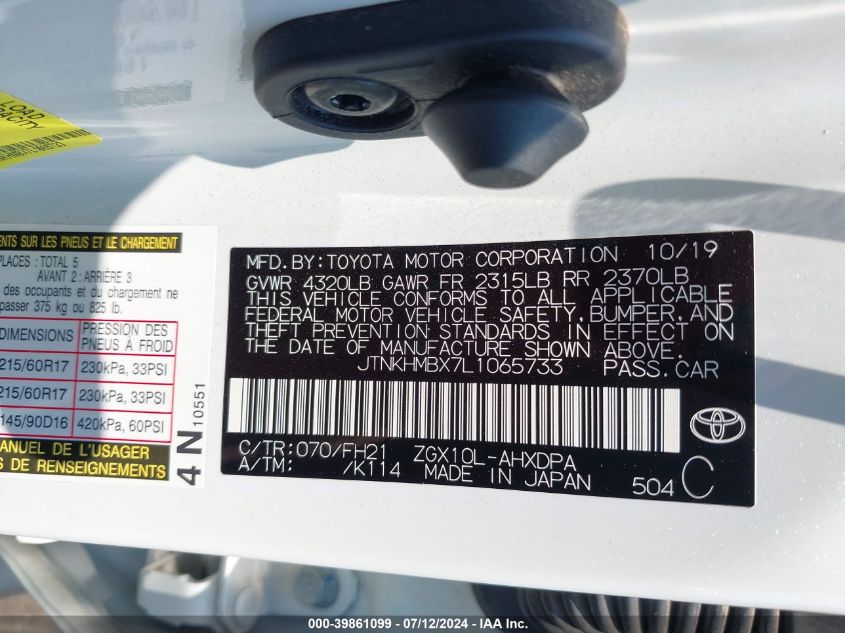 LOAD
CAPACITY
ENTS SUR LES PNEUS ET LE CHARGEMENT
PLACES : TOTAL 5
AVANT 2 : ARRIÈRE 3
des occupants et du chargement ne
passer 375 kg ou 825 lb.
DIMENSIONS PRESSION DES PNEUS À FROID
215/60R17 230kPa, 33PSI
215/60R17 230kPa, 33PSI
145/90D16 420kPa, 60PSI
MANUEL DE L'USAGER
DE RENSEIGNEMENTS
4 N 10551
MFD. BY: TOYOTA MOTOR CORPORATION 10/19
GVWR 4320LB GAWR FR 2315LB RR 2370LB
THIS VEHICLE CONFORMS TO ALL APPLICABLE
FEDERAL MOTOR VEHICLE SAFETY, BUMPER, AND
THEFT PREVENTION STANDARDS IN EFFECT ON
THE DATE OF MANUFACTURE SHOWN ABOVE.
JTNKHMBX7L1065733 PASS. CAR
C/TR: 070/FH21 ZGX10L-AHXDPA
A/TM: /K114 MADE IN JAPAN 504 C
000-39861099 - 07/12/2024 - IAA Inc.